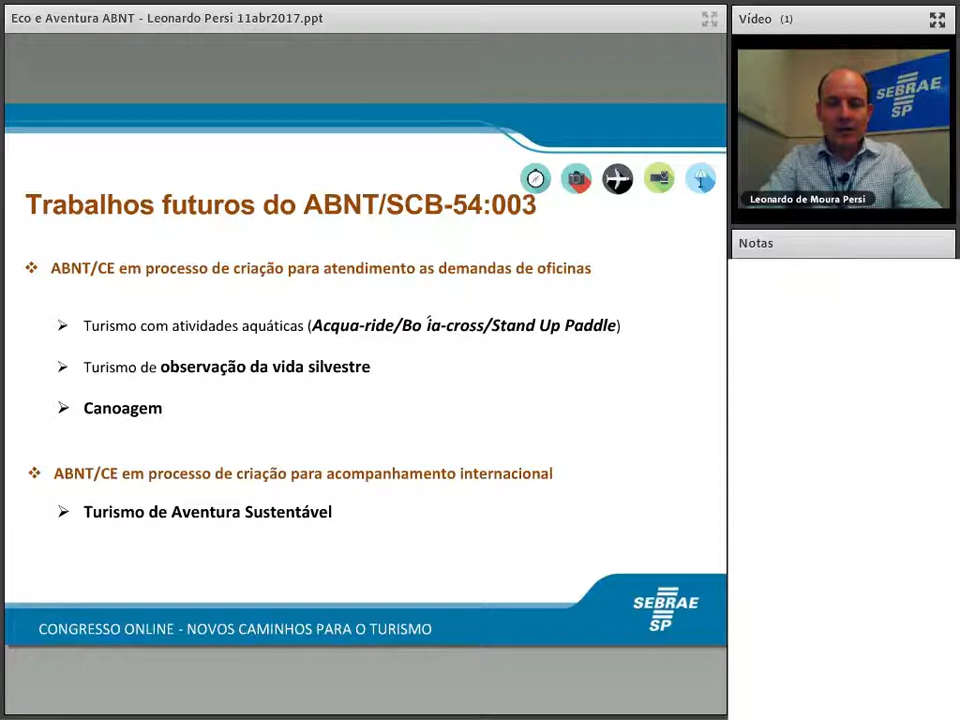 Eco e Aventura ABNT - Leonardo Persi 11abr2017.ppt
Vídeo (1)
SEBRAE
SP
Leonardo de Moura Persi
Notas
Trabalhos futuros do ABNT/SCB-54:003
❖ ABNT/CE em processo de criação para atendimento as demandas de oficinas
➢ Turismo com atividades aquáticas (Acqua-ride/Bo ́ia-cross/Stand Up Paddle)
➢ Turismo de observação da vida silvestre
➢ Canoagem
❖ ABNT/CE em processo de criação para acompanhamento internacional
➢ Turismo de Aventura Sustentável
SEBRAE
SP
CONGRESSO ONLINE - NOVOS CAMINHOS PARA O TURISMO